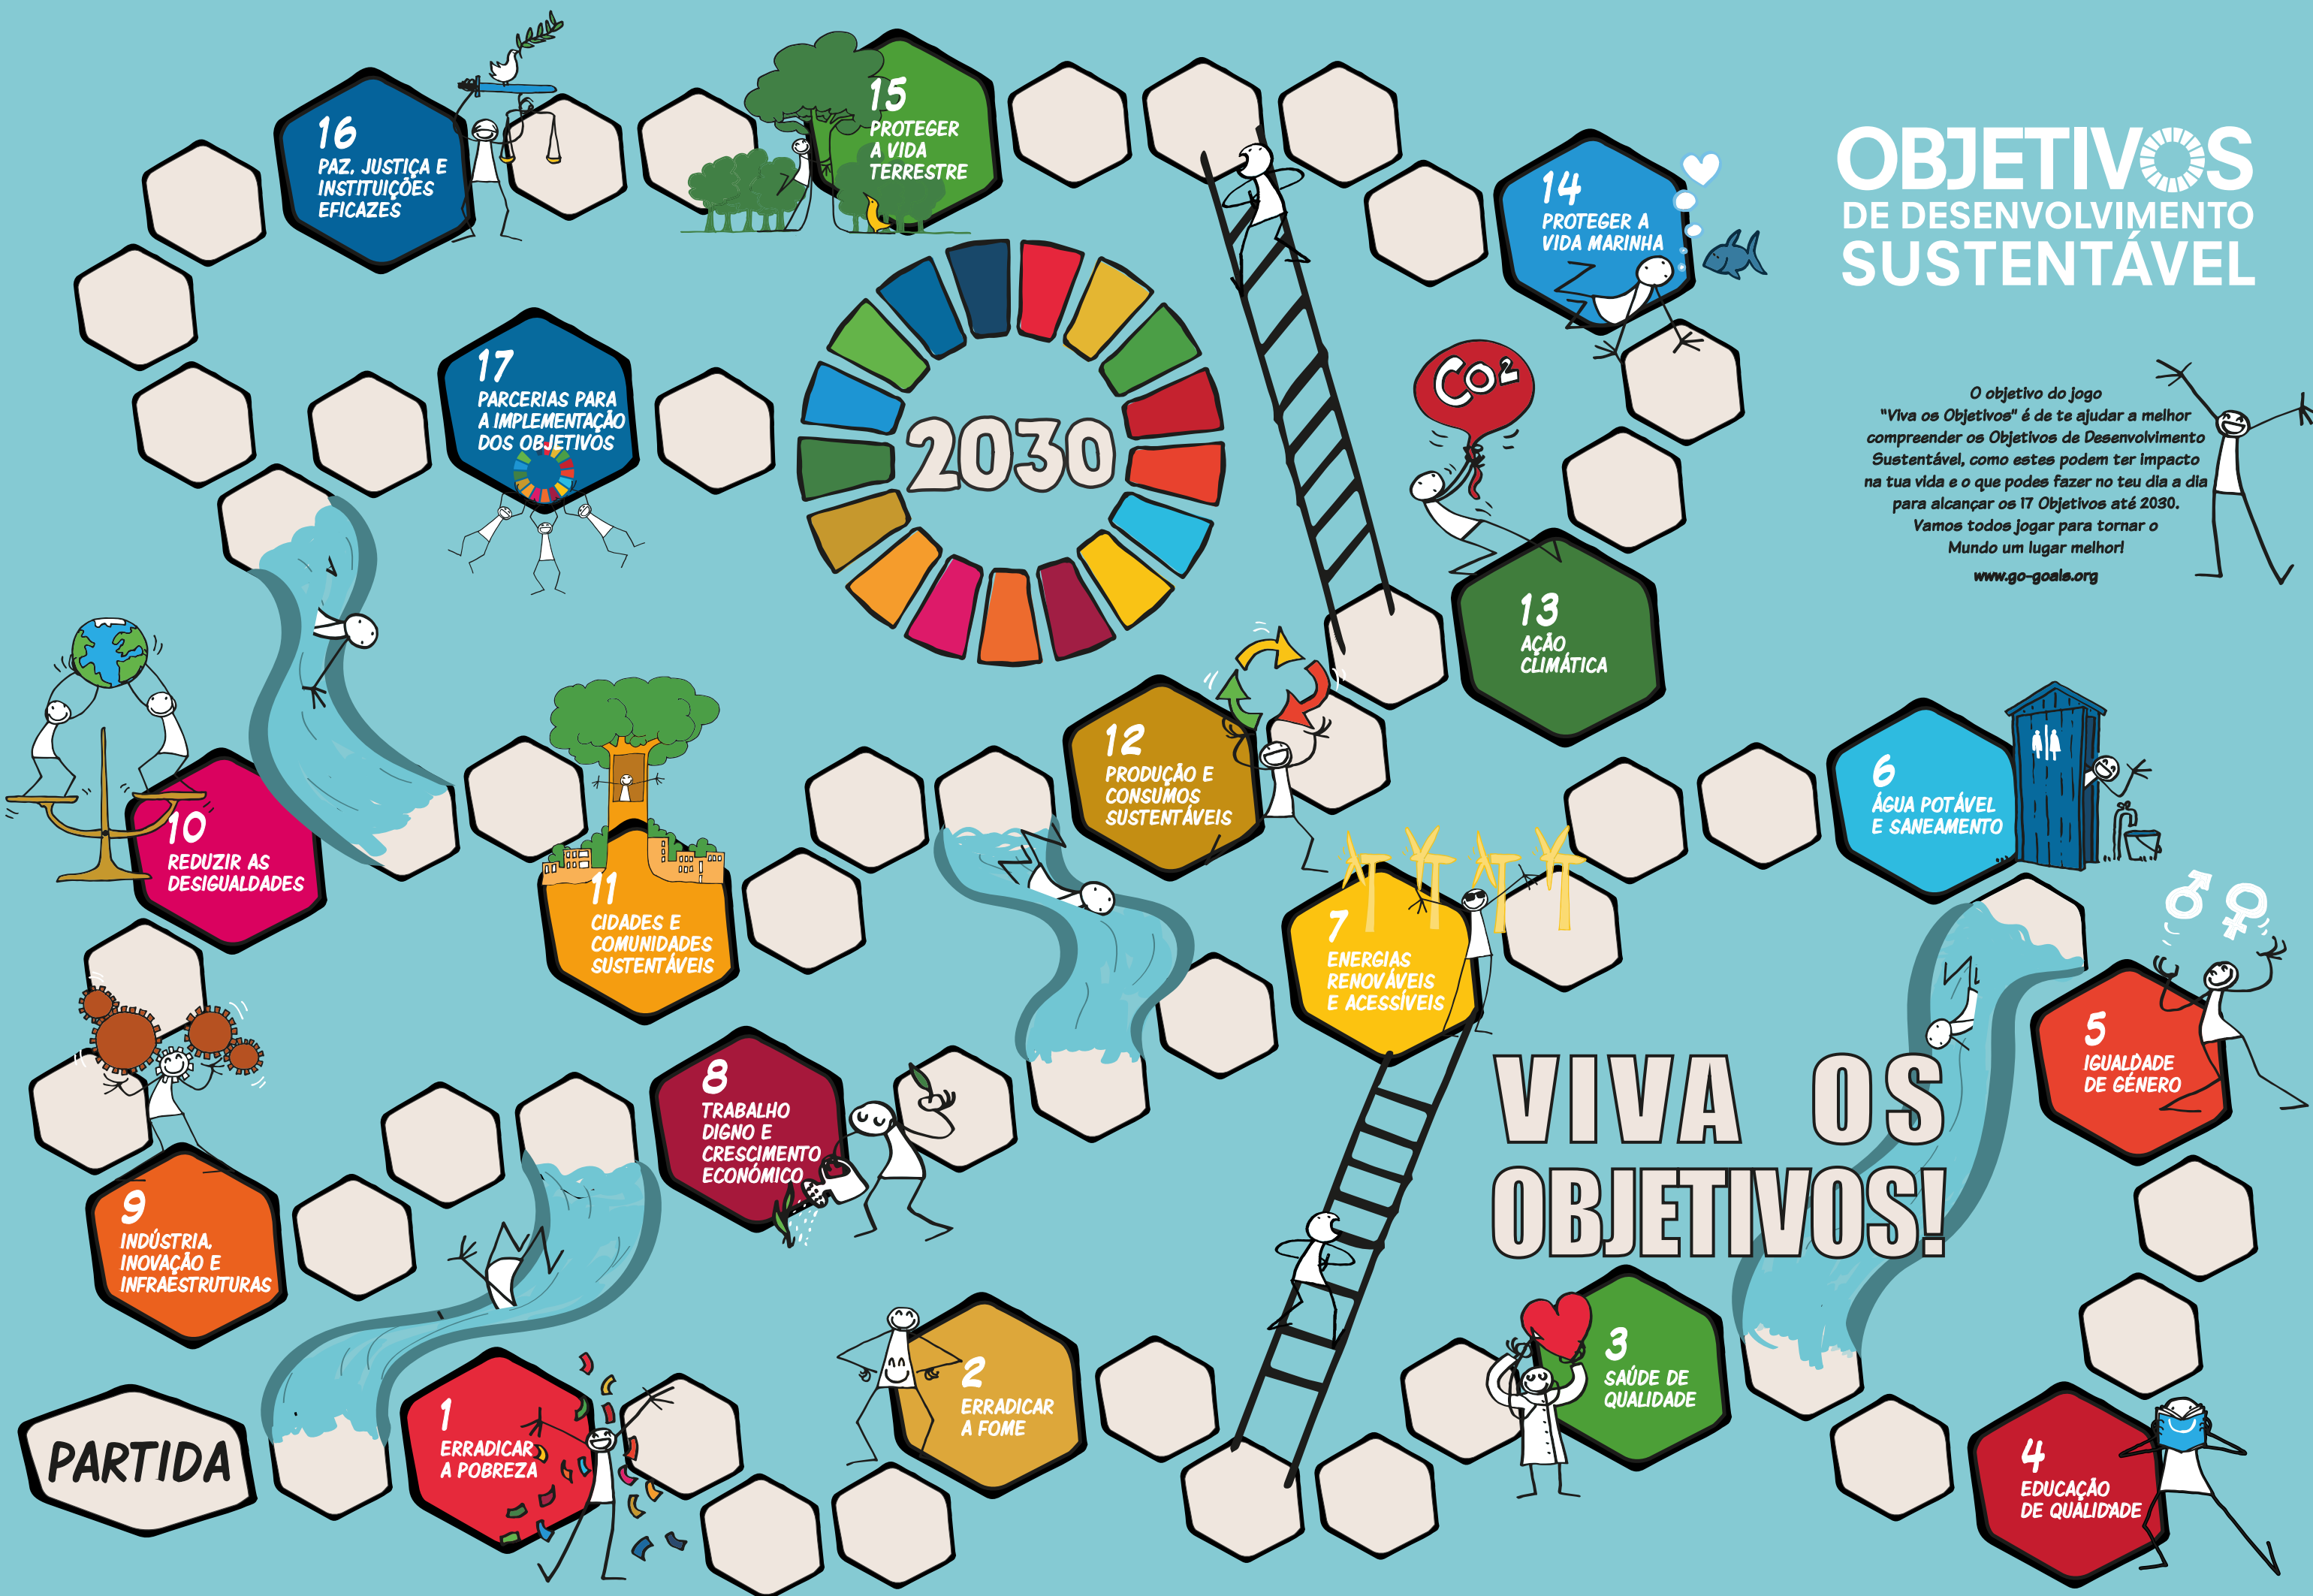 OBJETIVOS
DE DESENVOLVIMENTO
SUSTENTÁVEL
O objetivo do jogo
"Viva os Objetivos" é de te ajudar a melhor
compreender os Objetivos de Desenvolvimento
Sustentável, como estes podem ter impacto
na tua vida e o que podes fazer no teu dia a dia
para alcançar os 17 Objetivos até 2030.
Vamos todos jogar para tornar o
Mundo um lugar melhor!
www.go-goals.org
16
PAZ, JUSTIÇA E
INSTITUIÇÕES
EFICAZES
15
PROTEGER
A VIDA
TERRESTRE
14
PROTEGER A
VIDA MARINHA
17
PARCERIAS PARA
A IMPLEMENTAÇÃO
DOS OBJETIVOS
2030
CO²
13
AÇÃO
CLIMÁTICA
12
PRODUÇÃO E
CONSUMOS
SUSTENTÁVEIS
6
ÁGUA POTÁVEL
E SANEAMENTO
10
REDUZIR AS
DESIGUALDADES
11
CIDADES E
COMUNIDADES
SUSTENTÁVEIS
7
ENERGIAS
RENOVÁVEIS
E ACESSÍVEIS
5
IGUALDADE
DE GÉNERO
8
TRABALHO
DIGNO E
CRESCIMENTO
ECONÓMICO
VIVA OS
OBJETIVOS!
9
INDÚSTRIA,
INOVAÇÃO E
INFRAESTRUTURAS
3
SAÚDE DE
QUALIDADE
2
ERRADICAR
A FOME
1
ERRADICAR
A POBREZA
PARTIDA
4
EDUCAÇÃO
DE QUALIDADE